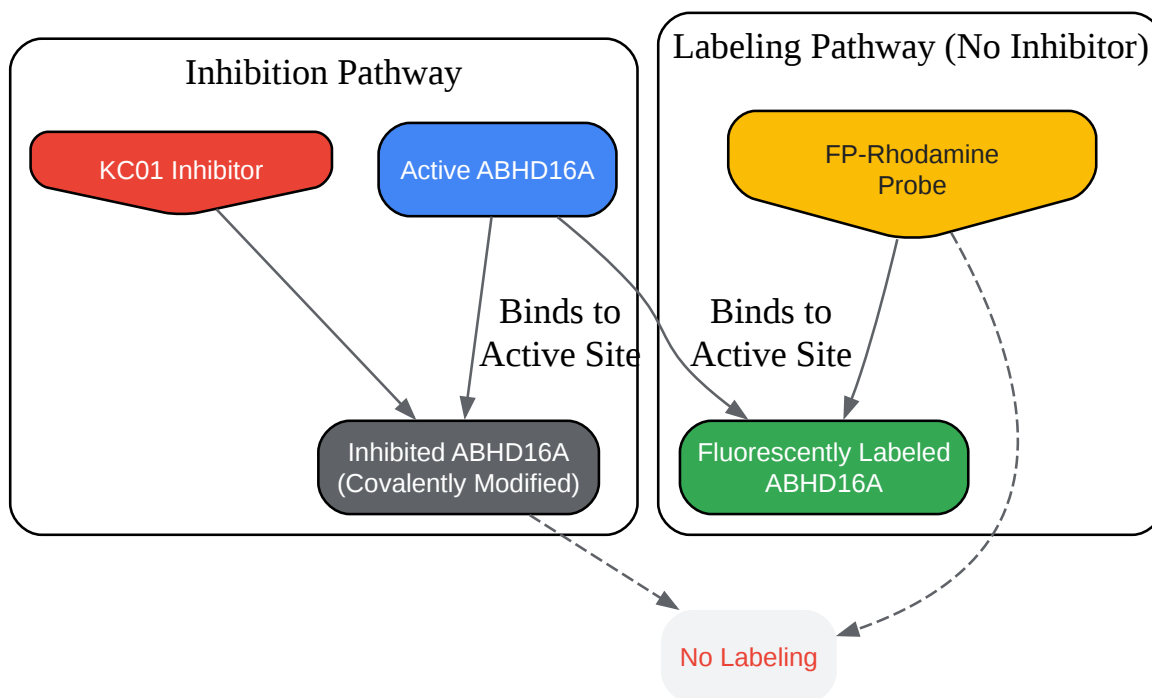 Inhibition Pathway
Labeling Pathway (No Inhibitor)
KC01 Inhibitor
Active ABHD16A
FP-Rhodamine
Probe
Binds to
Active Site
Binds to
Active Site
Inhibited ABHD16A
(Covalently Modified)
Fluorescently Labeled
ABHD16A
No Labeling